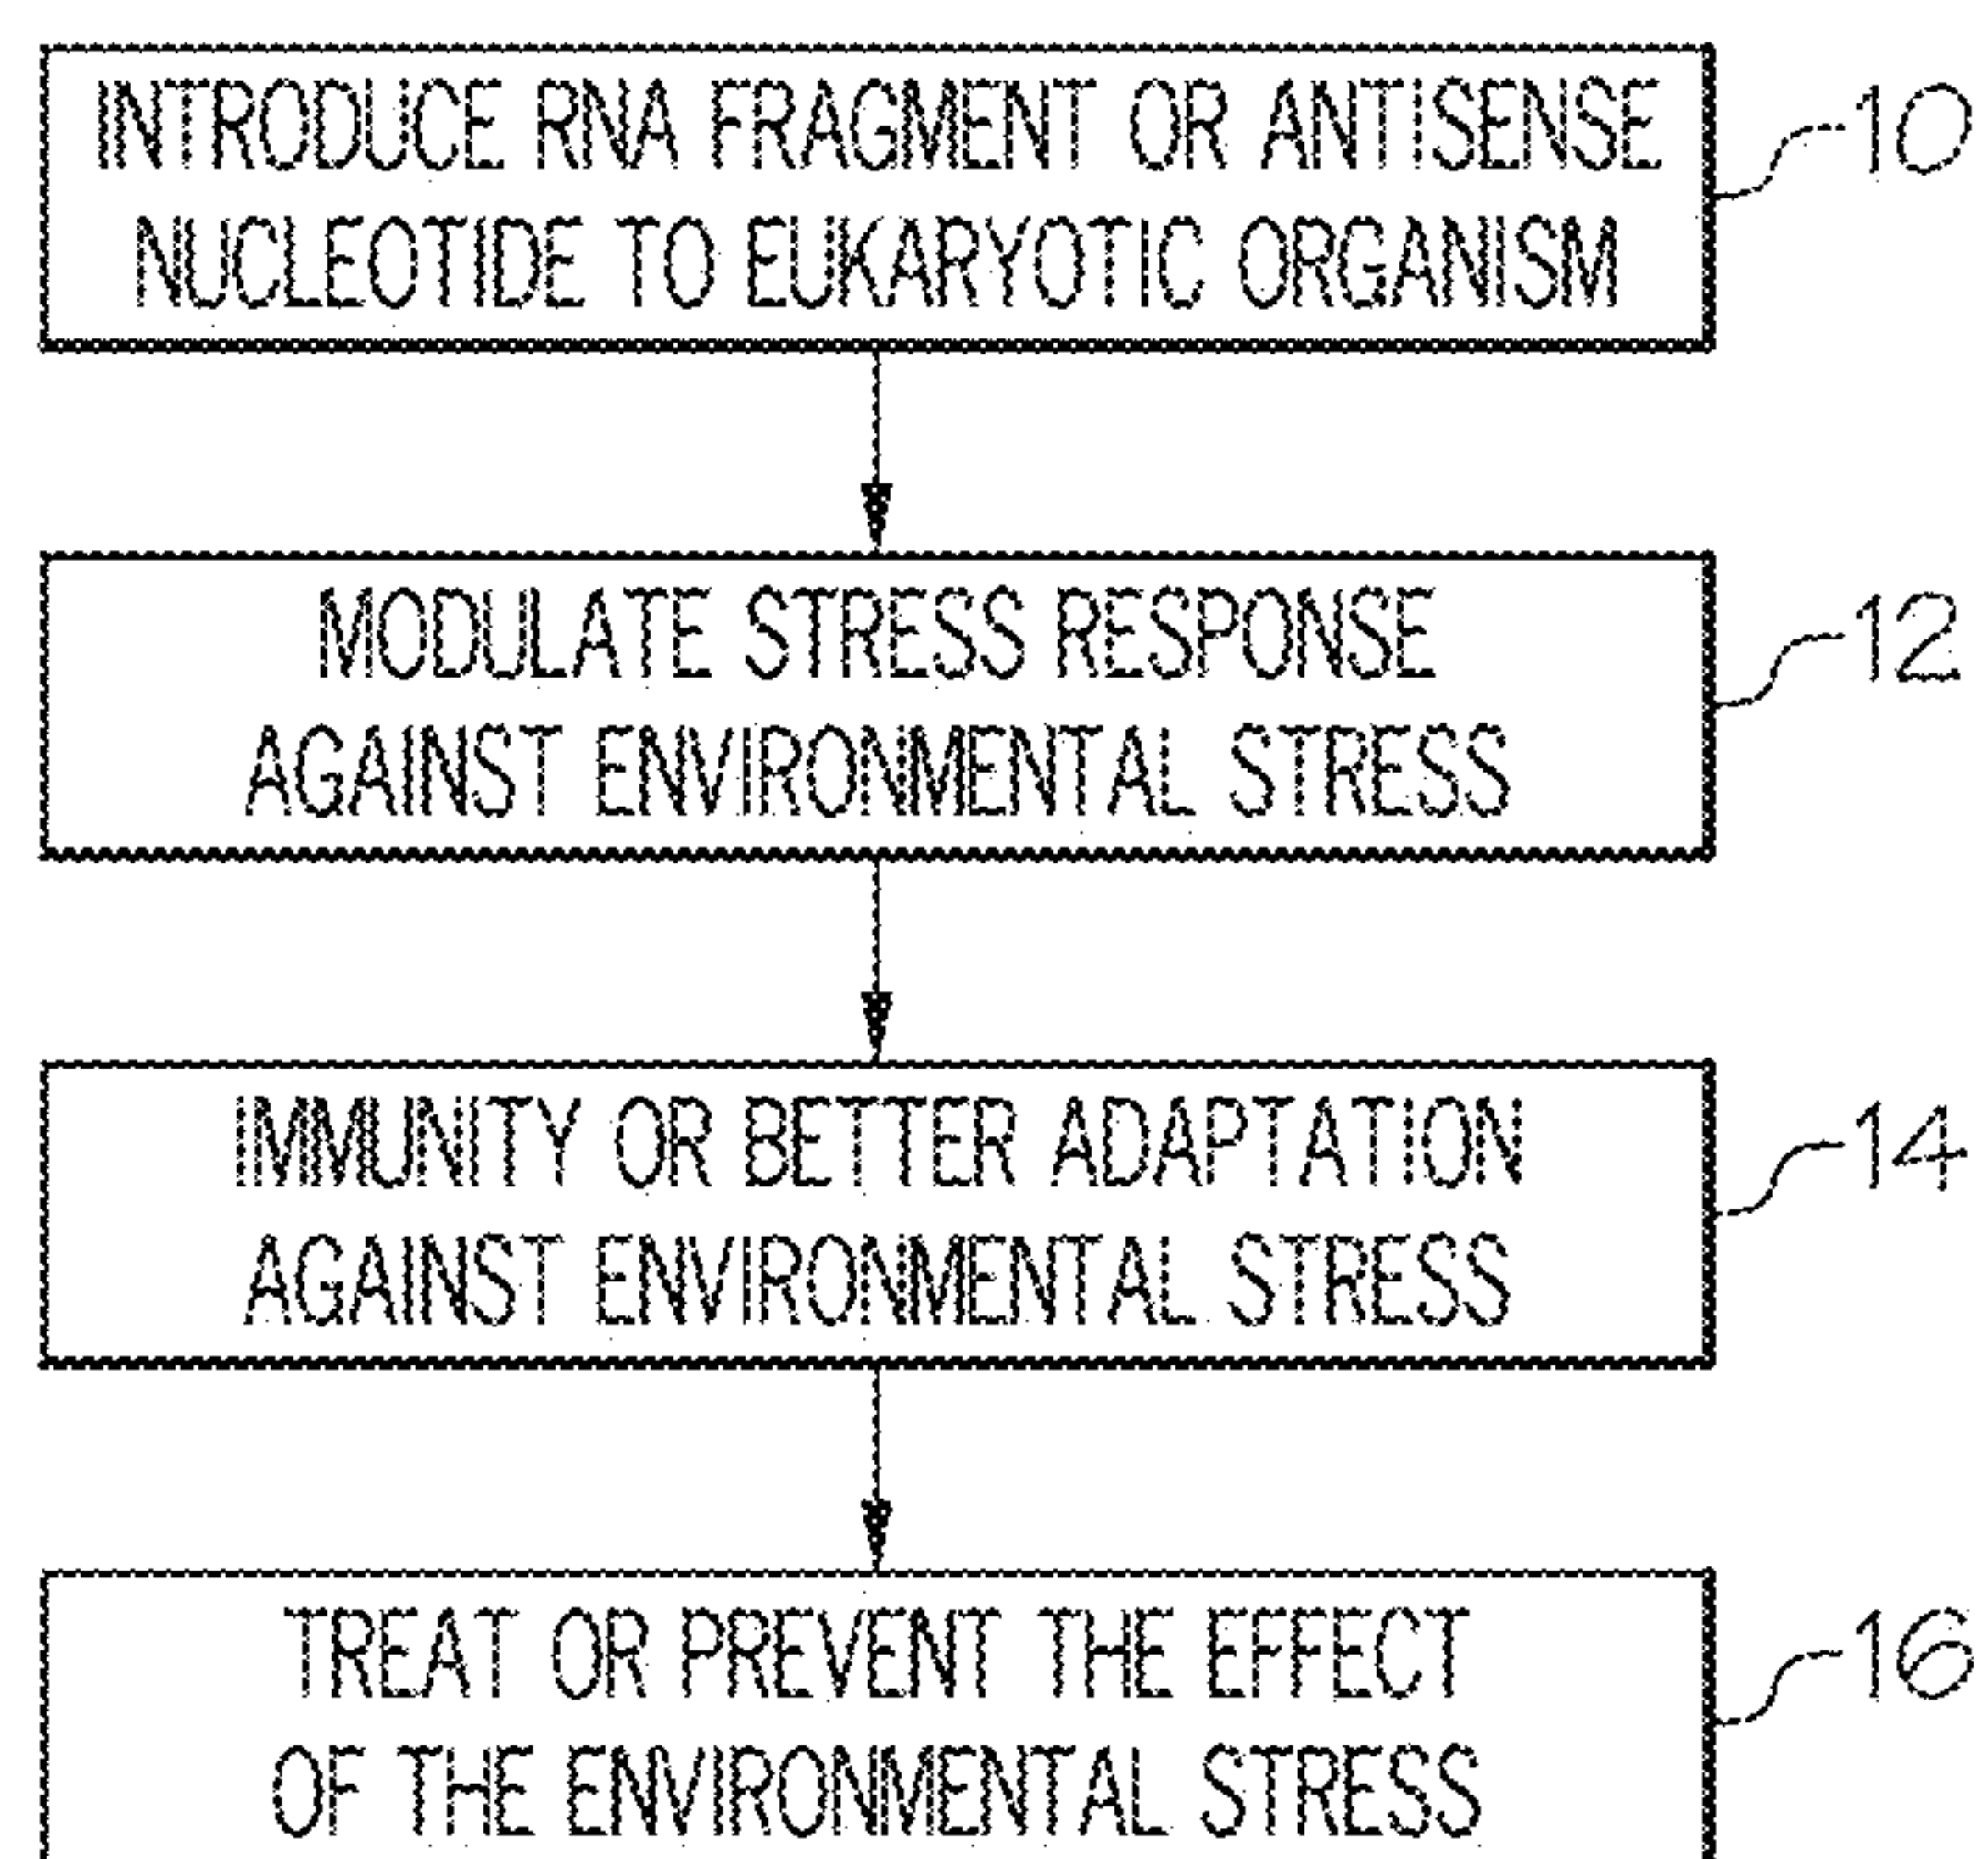 INTRODUCE RNA FRAGMENT OR ANTISENSE
NUCLEOTIDE TO EUKARYOTIC ORGANISM
10
MODULATE STRESS RESPONSE
AGAINST ENVIRONMENTAL STRESS
12
IMMUNITY OR BETTER ADAPTATION
AGAINST ENVIRONMENTAL STRESS
14
TREAT OR PREVENT THE EFFECT
OF THE ENVIRONMENTAL STRESS
16